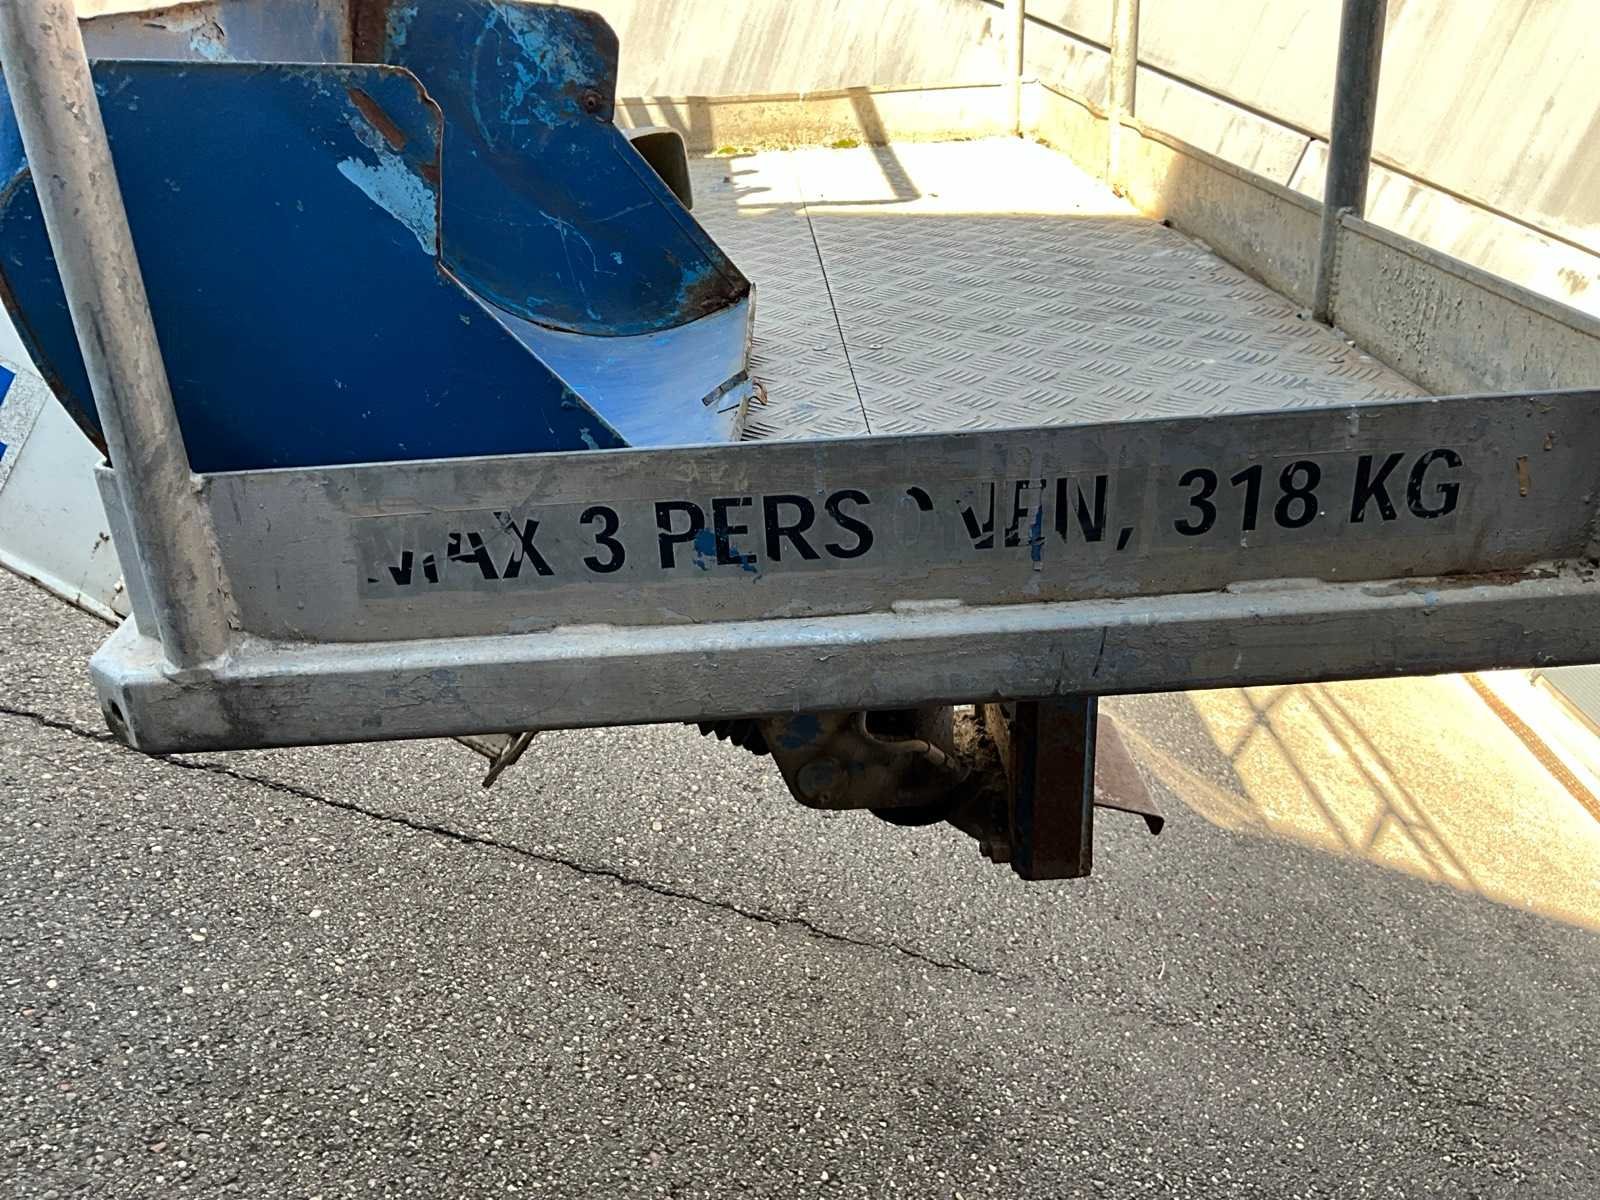 MAX 3 PERSONEN, 318 KG